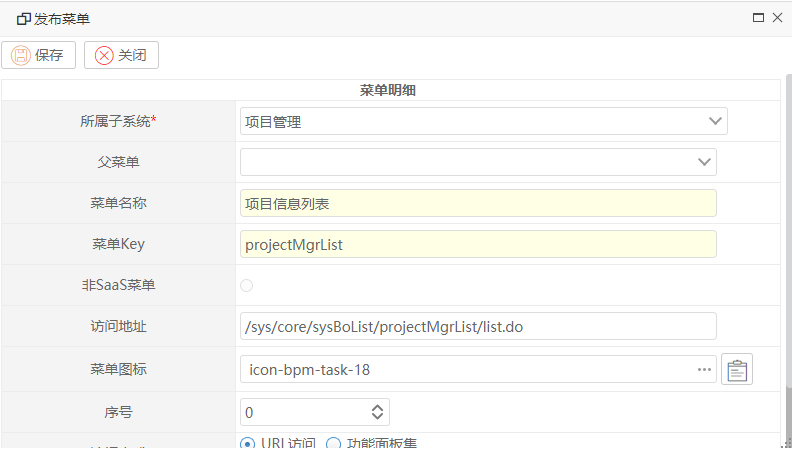 发布菜单
保存 关闭
菜单明细
所属子系统* 项目管理
父菜单
菜单名称 项目信息列表
菜单Key projectMgrList
非SaaS菜单
访问地址 /sys/core/sysBoList/projectMgrList/list.do
菜单图标 icon-bpm-task-18 ···
序号 0
URL访问 功能面板集